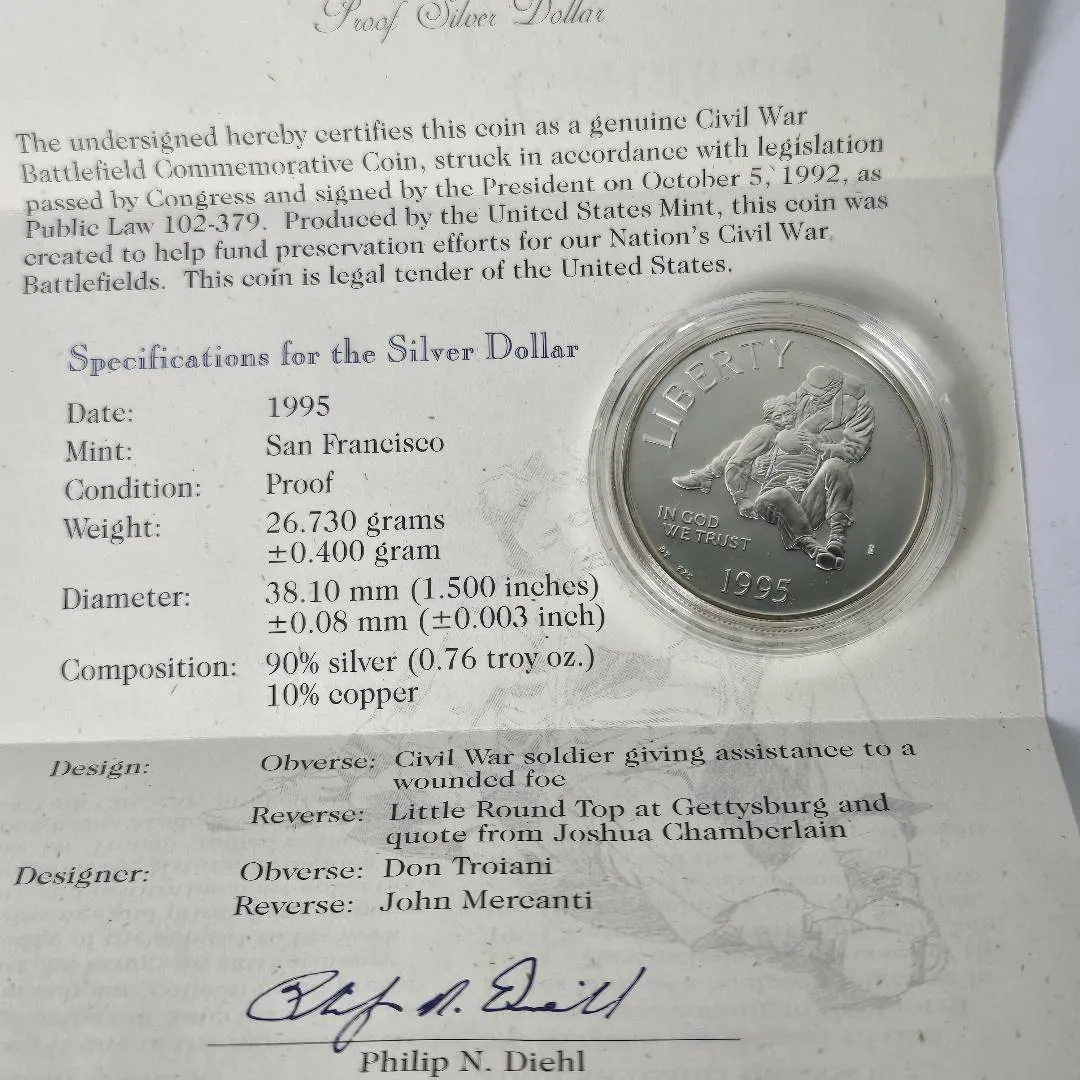 Proof Silver Dollar
The undersigned hereby certifies this coin as a genuine Civil War
Battlefield Commemorative Coin, struck in accordance with legislation
passed by Congress and signed by the President on October 5, 1992, as
Public Law 102-379. Produced by the United States Mint, this coin was
created to help fund preservation efforts for our Nation's Civil War
Battlefields. This coin is legal tender of the United States.
Specifications for the Silver Dollar
Date: 1995
Mint: San Francisco
Condition: Proof
Weight: 26.730 grams
±0.400 gram
Diameter: 38.10 mm (1.500 inches)
±0.08 mm (±0.003 inch)
Composition: 90% silver (0.76 troy oz.)
10% copper
LIBERTY
IN GOD
WE TRUST
1995
Design: Obverse: Civil War soldier giving assistance to a
wounded foe
Reverse: Little Round Top at Gettysburg and
quote from Joshua Chamberlain
Designer: Obverse: Don Troiani
Reverse: John Mercanti
Philip N. Diehl
Philip N. Diehl